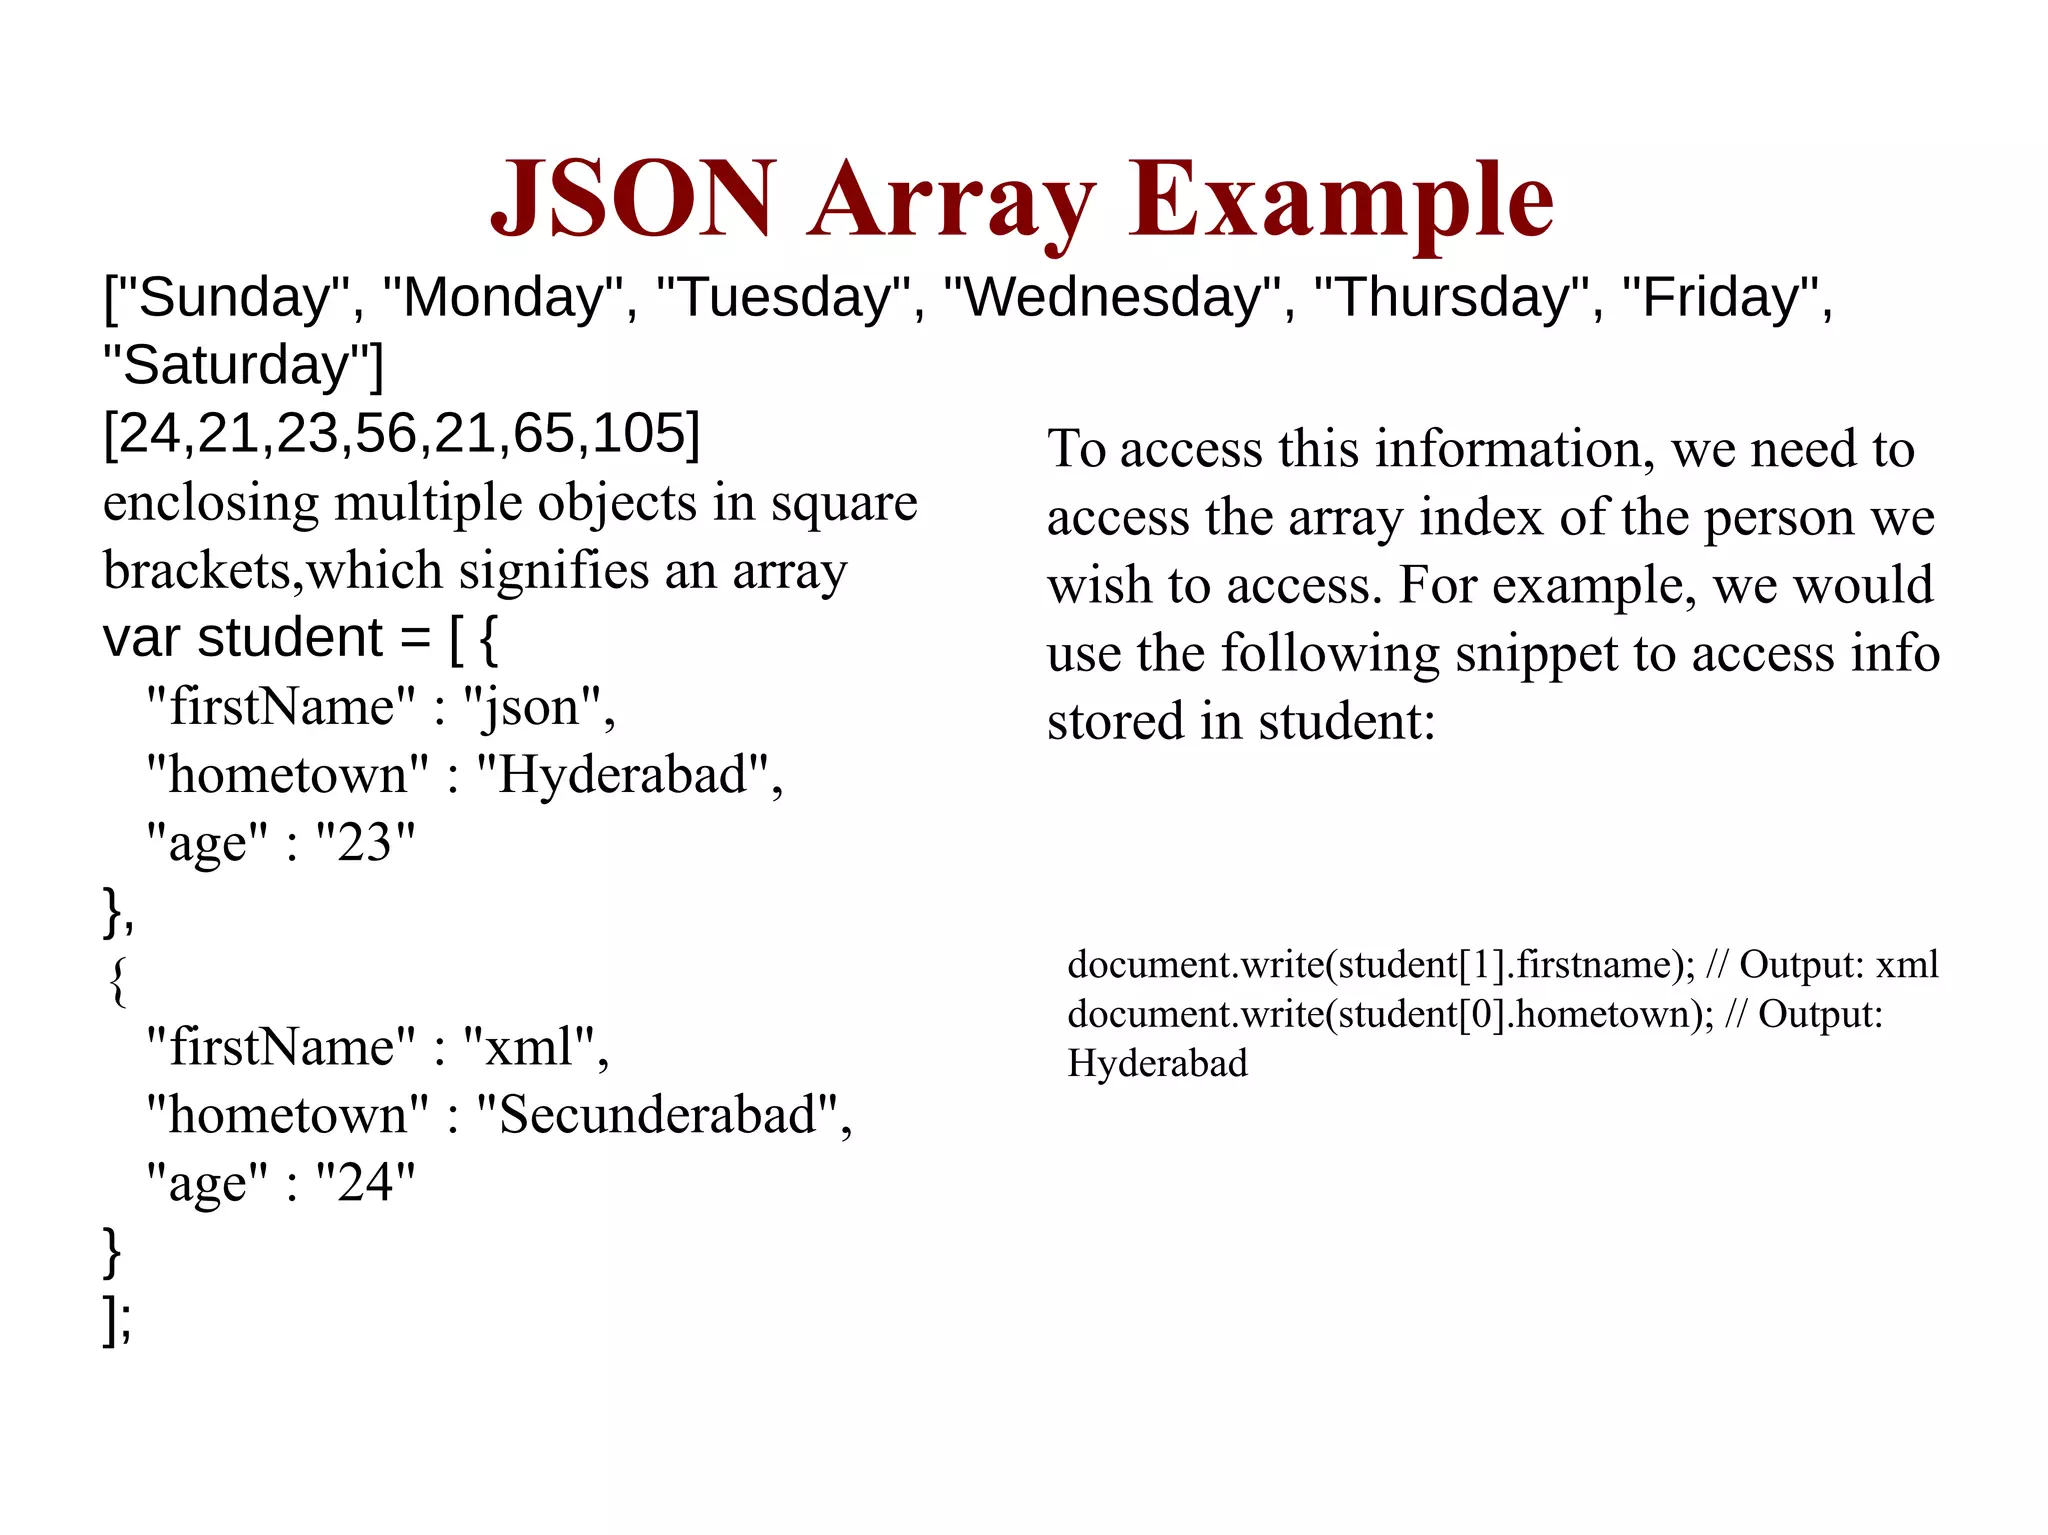 JSON Array Example
["Sunday", "Monday", "Tuesday", "Wednesday", "Thursday", "Friday",
"Saturday"]
[24,21,23,56,21,65,105]
enclosing multiple objects in square
brackets,which signifies an array
var student = [ {
"firstName" : "json",
"hometown" : "Hyderabad",
"age" : "23"
},
{
"firstName" : "xml",
"hometown" : "Secunderabad",
"age" : "24"
}
];
To access this information, we need to
access the array index of the person we
wish to access. For example, we would
use the following snippet to access info
stored in student:
document.write(student[1].firstname); // Output: xml
document.write(student[0].hometown); // Output:
Hyderabad